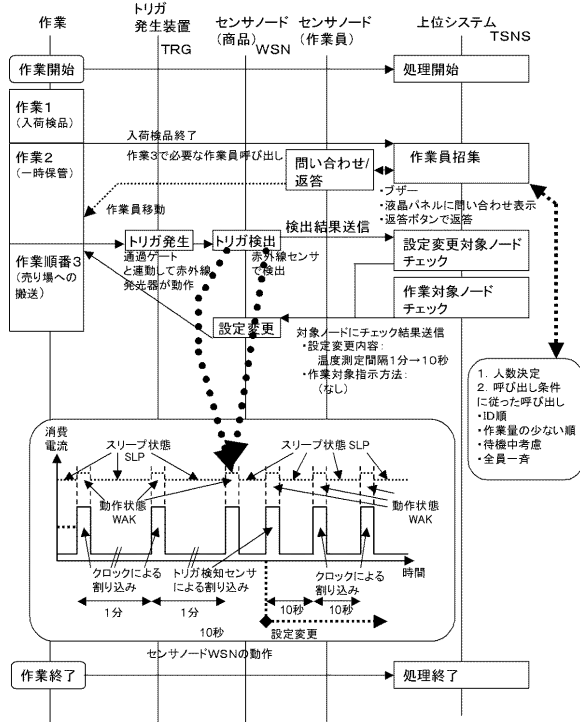 作業
トリガ
発生装置
TRG
センサノード
(商品)
WSN
センサノード
(作業員)
上位システム
TSNS
作業開始
処理開始
作業1
(入荷検品)
入荷検品終了
作業2
(一時保管)
作業3で必要な作業員呼び出し
問い合わせ/
返答
作業員招集
・ブザー
・液晶パネルに問い合わせ表示
・返答ボタンで返答
作業員移動
作業順番3
(売り場への
搬送)
トリガ発生
トリガ検出
検出結果送信
設定変更対象ノード
チェック
通過ゲート
と連動して赤外線
発光器が動作
赤外線センサ
で検出
作業対象ノード
チェック
設定変更
対象ノードにチェック結果送信
・設定変更内容:
温度測定間隔1分→10秒
・作業対象指示方法:
(なし)
1. 人数決定
2. 呼び出し条件
に従った呼び出し
・ID順
・作業量の少ない順
・待機中考慮
・全員一斉
消費
電流
スリープ状態
SLP
スリープ状態
SLP
動作状態
WAK
動作状態
WAK
時間
クロックによる
割り込み
トリガ検知センサ
による割り込み
クロックによる
割り込み
1分
1分
10秒
10秒
10秒
設定変更
センサノードWSNの動作
作業終了
処理終了